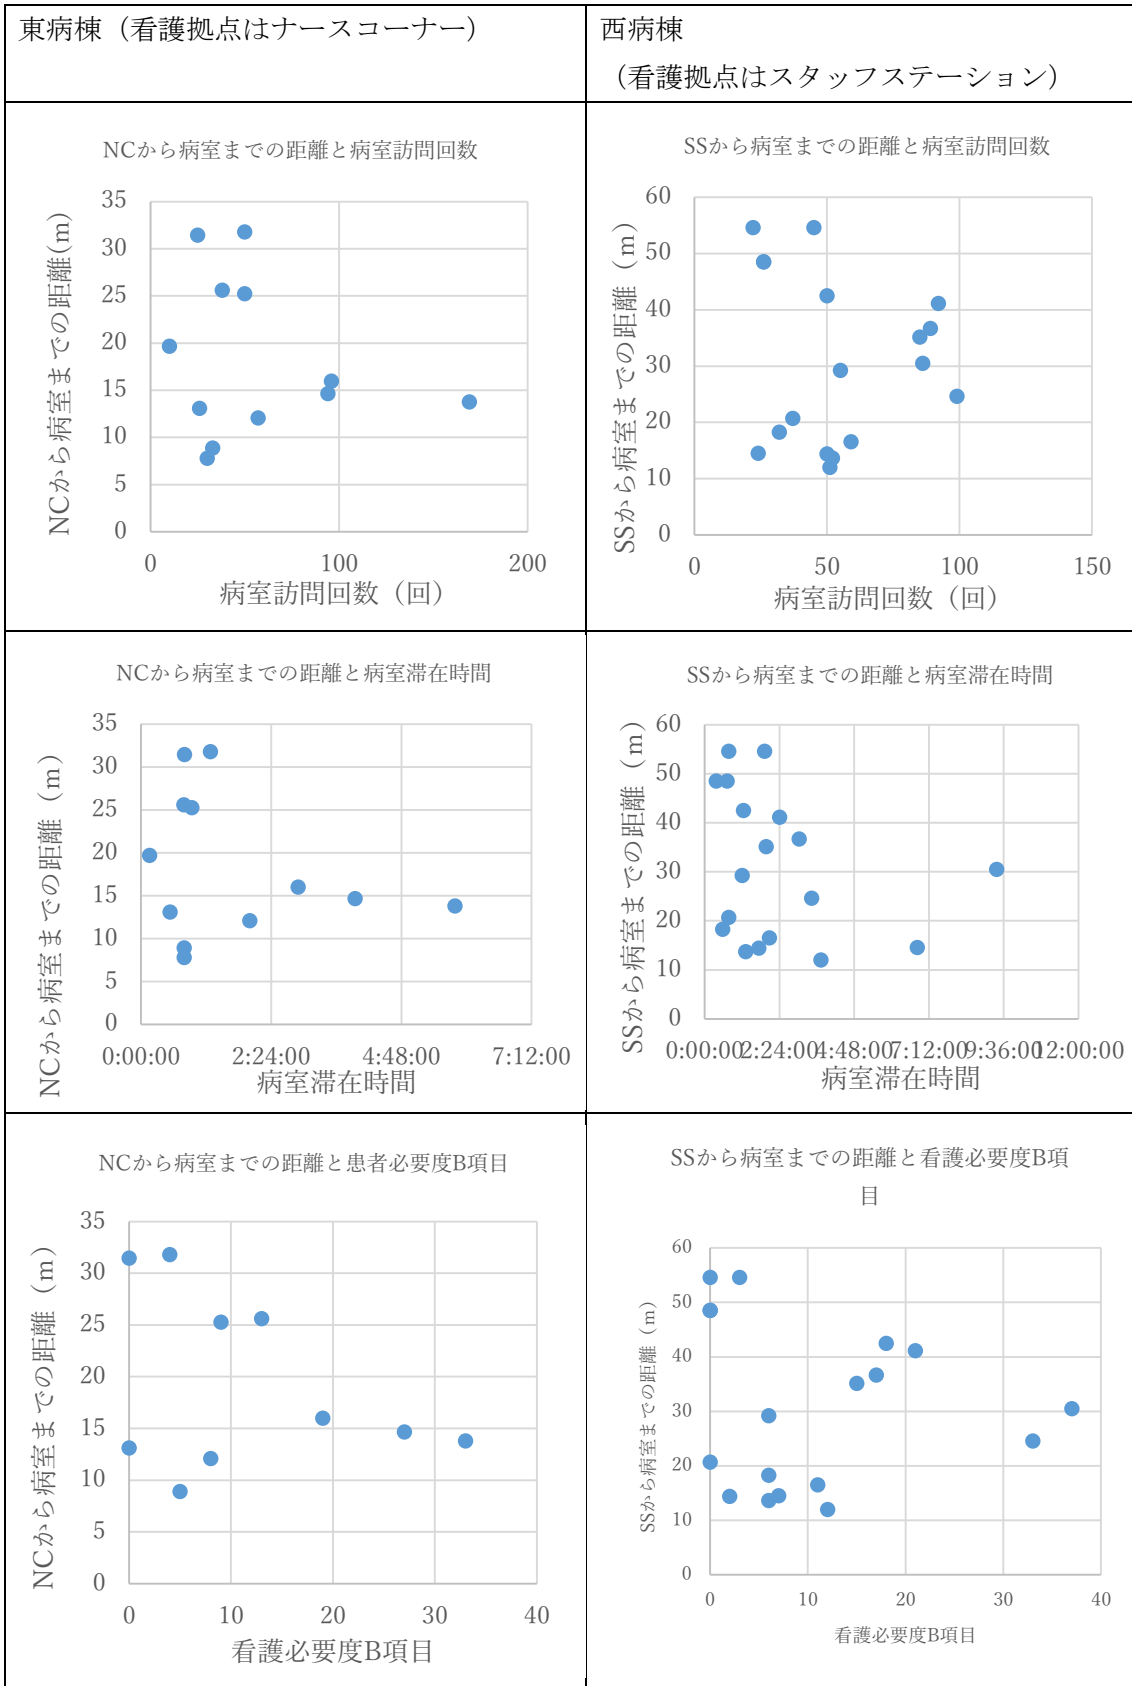 東病棟（看護拠点はナースコーナー）
西病棟
（看護拠点はスタッフステーション）
NCから病室までの距離と病室訪問回数
NCから病室までの距離(m)
35
30
25
20
15
10
5
0
0 100 200
病室訪問回数（回）
SSから病室までの距離と病室訪問回数
SSから病室までの距離（m）
60
50
40
30
20
10
0
0 50 100 150
病室訪問回数（回）
NCから病室までの距離と病室滞在時間
NCから病室までの距離（m）
35
30
25
20
15
10
5
0
0:00:00 2:24:00 4:48:00 7:12:00
病室滞在時間
SSから病室までの距離と病室滞在時間
SSから病室までの距離（m）
60
50
40
30
20
10
0
0:00:00 2:24:00 4:48:00 7:12:00 9:36:00 12:00:00
病室滞在時間
NCから病室までの距離と患者必要度B項目
NCから病室までの距離（m）
35
30
25
20
15
10
5
0
0 10 20 30 40
看護必要度B項目
SSから病室までの距離と看護必要度B項
目
SSから病室までの距離（m）
60
50
40
30
20
10
0
0 10 20 30 40
看護必要度B項目